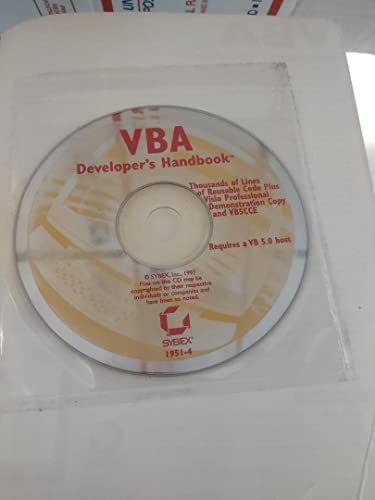 VBA
Developer's Handbook™
Thousands of Lines
of Reusable Code Plus
Visio Professional
Demonstration Copy
and VB5CCE
Requires a VB 5.0 host
© SYBEX, Inc., 1997
Files on the CD may be
copyrighted by their respective
individuals or companies and
have been so noted.
SYBEX®
1951-4